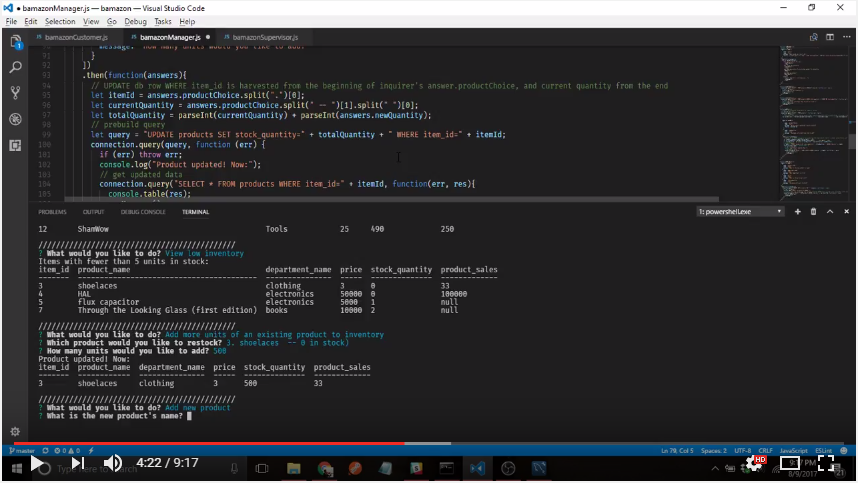 ● bamazonManager.js — bamazon — Visual Studio Code
File Edit Selection View Go Debug Tasks Help
bamazonCustomer.js bamazonManager.js ● bamazonSupervisor.js
90 message: "How many units would you like to add?"
91 }
92 ])
93 .then(function(answers){
94 // UPDATE db row WHERE item_id is harvested from the beginning of inquirer's answer.productChoice, and current quantity from the end
95 let itemId = answers.productChoice.split(".")[0];
96 let currentQuantity = answers.productChoice.split(" -- ")[1].split(" ")[0];
97 let totalQuantity = parseInt(currentQuantity) + parseInt(answers.newQuantity);
98 // prebuild query
99 let query = "UPDATE products SET stock_quantity=" + totalQuantity + " WHERE item_id=" + itemId;
100 connection.query(query, function (err) {
101 if (err) throw err;
102 console.log("Product updated! Now:");
103 // get updated data
104 connection.query("SELECT * FROM products WHERE item_id=" + itemId, function(err, res){
105 console.table(res);
PROBLEMS OUTPUT DEBUG CONSOLE TERMINAL 1: powershell.exe
12 ShamWow Tools 25 490 250
/////////////////////////////////////////////
? What would you like to do? View low inventory
Items with fewer than 5 units in stock:
item_id product_name department_name price stock_quantity product_sales
3 shoelaces clothing 3 0 33
4 HAL electronics 50000 0 100000
5 flux capacitor electronics 5000 1 null
7 Through the Looking Glass (first edition) books 10000 2 null
/////////////////////////////////////////////
? What would you like to do? Add more units of an existing product to inventory
? Which product would you like to restock? 3. shoelaces -- 0 in stock)
? How many units would you like to add? 500
Product updated! Now:
item_id product_name department_name price stock_quantity product_sales
3 shoelaces clothing 3 500 33
/////////////////////////////////////////////
? What would you like to do? Add new product
? What is the new product's name?
master 0 0 Ln 79, Col 5 Spaces: 2 UTF-8 CRLF JavaScript ESLint
4:22 / 9:17
Type here to search
HD
9:17 PM
8/9/2017
21